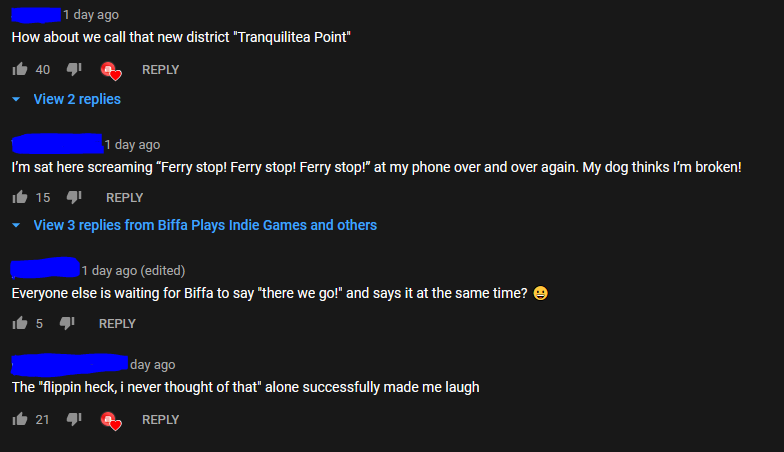 1 day ago
How about we call that new district "Tranquilitea Point"
40 REPLY
View 2 replies
1 day ago
I'm sat here screaming “Ferry stop! Ferry stop! Ferry stop!” at my phone over and over again. My dog thinks I'm broken!
15 REPLY
View 3 replies from Biffa Plays Indie Games and others
1 day ago (edited)
Everyone else is waiting for Biffa to say "there we go!" and says it at the same time? 😀
5 REPLY
day ago
The "flippin heck, i never thought of that" alone successfully made me laugh
21 REPLY